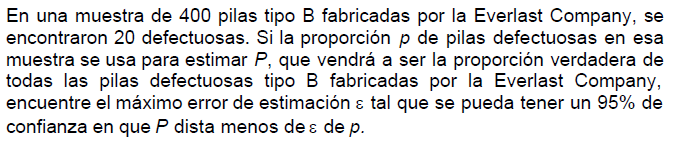 En una muestra de 400 pilas tipo B fabricadas por la Everlast Company, se
encontraron 20 defectuosas. Si la proporción p de pilas defectuosas en esa
muestra se usa para estimar P, que vendrá a ser la proporción verdadera de
todas las pilas defectuosas tipo B fabricadas por la Everlast Company,
encuentre el máximo error de estimación ε tal que se pueda tener un 95% de
confianza en que P dista menos de ε de p.